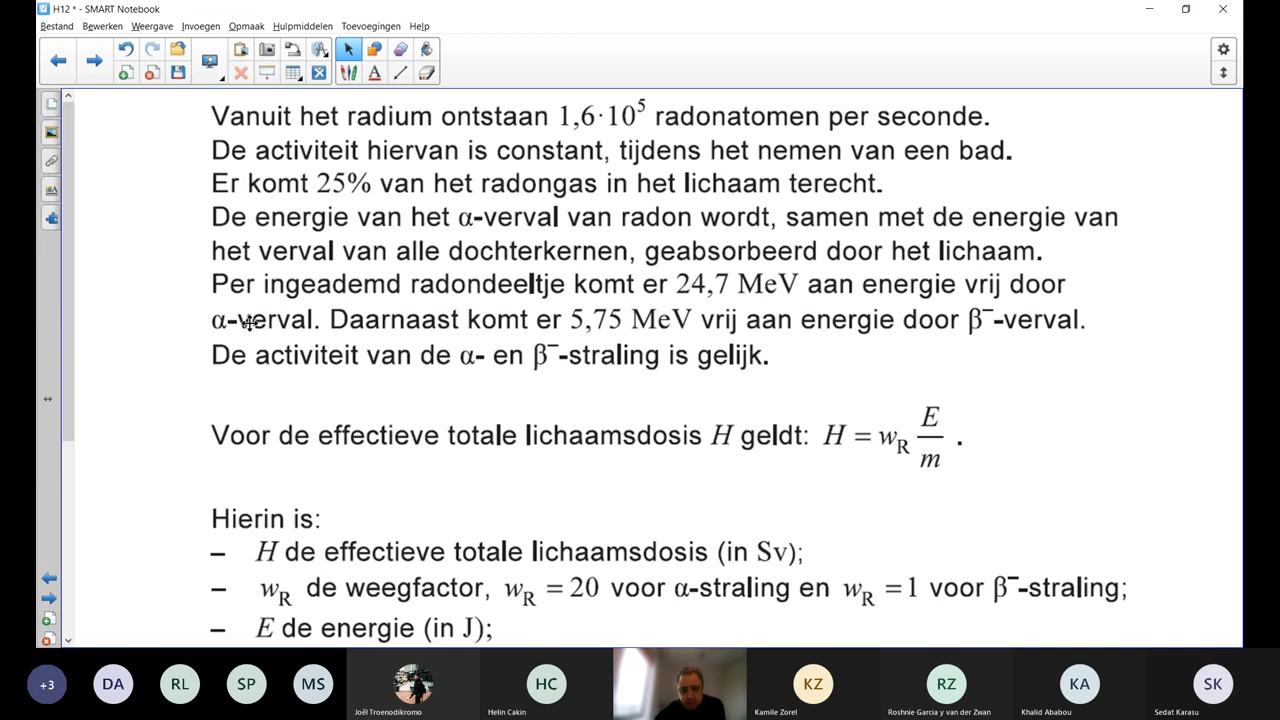 H12 * - SMART Notebook
Bestand Bewerken Weergave Invoegen Opmaak Hulpmiddelen Toevoegingen Help
Vanuit het radium ontstaan 1,6·10⁵ radonatomen per seconde.
De activiteit hiervan is constant, tijdens het nemen van een bad.
Er komt 25% van het radongas in het lichaam terecht.
De energie van het α-verval van radon wordt, samen met de energie van
het verval van alle dochterkernen, geabsorbeerd door het lichaam.
Per ingeademd radondeeltje komt er 24,7 MeV aan energie vrij door
α-verval. Daarnaast komt er 5,75 MeV vrij aan energie door β⁻-verval.
De activiteit van de α- en β⁻-straling is gelijk.
Voor de effectieve totale lichaamsdosis H geldt: H = w_R E/m .
Hierin is:
– H de effectieve totale lichaamsdosis (in Sv);
– w_R de weegfactor, w_R = 20 voor α-straling en w_R = 1 voor β⁻-straling;
– E de energie (in J);
+3 DA RL SP MS HC KZ RZ KA SK
Joël Troenodikromo Helin Cakin Kamile Zorel Roshnie Garcia y van der Zwan Khalid Ababou Sedat Karasu